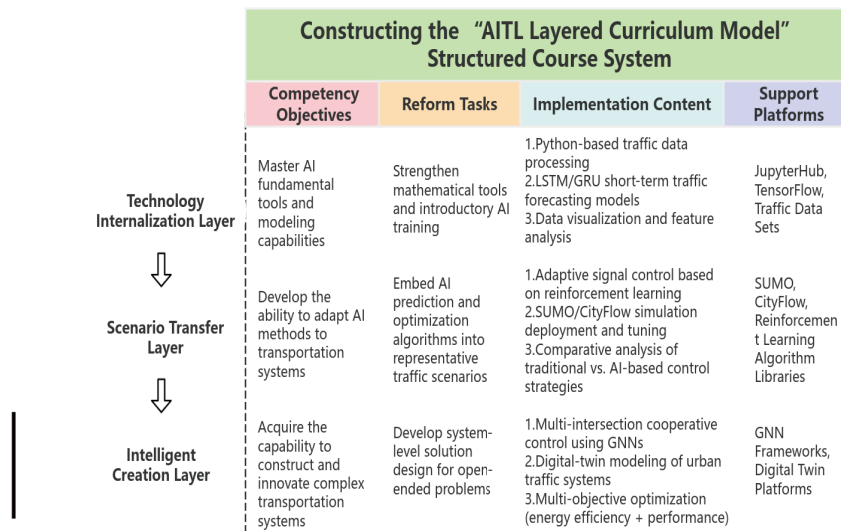 Constructing the “AITL Layered Curriculum Model”
Structured Course System
Competency
Objectives
Reform Tasks
Implementation Content
Support
Platforms
Technology
Internalization Layer
Master AI
fundamental
tools and
modeling
capabilities
Strengthen
mathematical tools
and introductory AI
training
1.Python-based traffic data
processing
2.LSTM/GRU short-term traffic
forecasting models
3.Data visualization and feature
analysis
JupyterHub,
TensorFlow,
Traffic Data
Sets
Scenario Transfer
Layer
Develop the
ability to adapt AI
methods to
transportation
systems
Embed AI
prediction and
optimization
algorithms into
representative
traffic scenarios
1.Adaptive signal control based
on reinforcement learning
2.SUMO/CityFlow simulation
deployment and tuning
3.Comparative analysis of
traditional vs. AI-based control
strategies
SUMO,
CityFlow,
Reinforcemen
t Learning
Algorithm
Libraries
Intelligent
Creation Layer
Acquire the
capability to
construct and
innovate complex
transportation
systems
Develop system-
level solution
design for open-
ended problems
1.Multi-intersection cooperative
control using GNNs
2.Digital-twin modeling of urban
traffic systems
3.Multi-objective optimization
(energy efficiency + performance)
GNN
Frameworks,
Digital Twin
Platforms